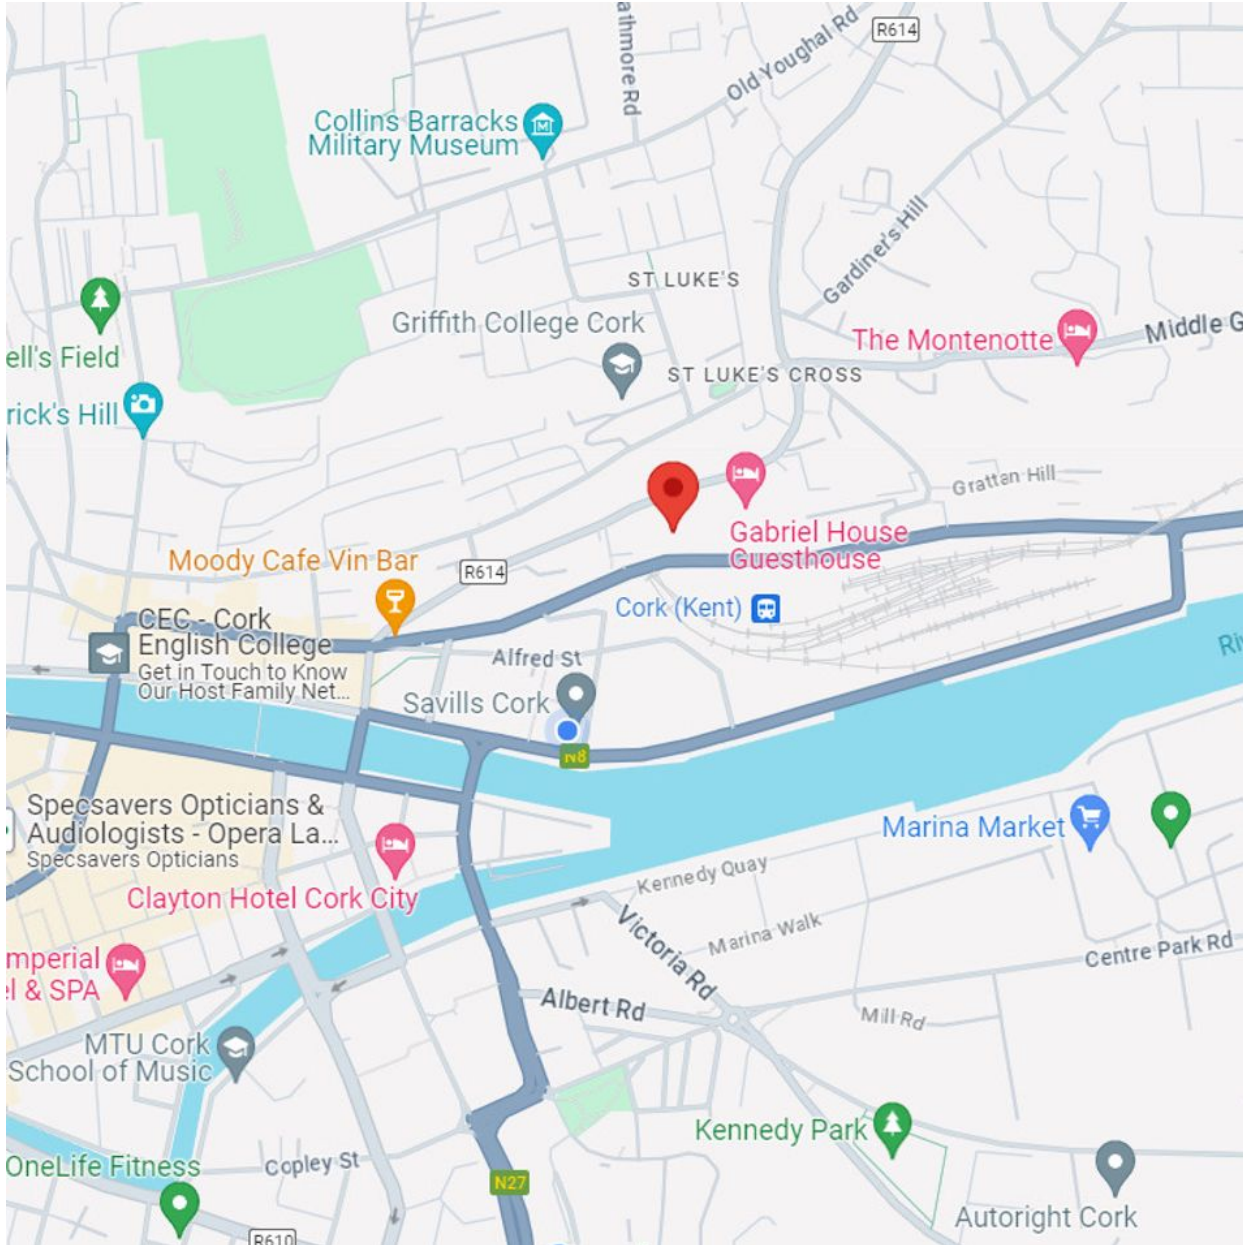 athmore Rd
Old Youghal Rd
R614
Collins Barracks
Military Museum
Gardiner's Hill
ST LUKE'S
Griffith College Cork
The Montenotte
Middle G
ell's Field
ST LUKE'S CROSS
rick's Hill
Grattan Hill
Gabriel House
Guesthouse
Moody Cafe Vin Bar
R614
Cork (Kent)
CEC - Cork
English College
Get in Touch to Know
Our Host Family Net...
Alfred St
Riv
Savills Cork
N8
Specsavers Opticians &
Audiologists - Opera La...
Specsavers Opticians
Marina Market
Clayton Hotel Cork City
Kennedy Quay
Victoria Rd
Marina Walk
Centre Park Rd
mperial
el & SPA
Albert Rd
Mill Rd
MTU Cork
School of Music
Kennedy Park
OneLife Fitness
Copley St
N27
Autoright Cork
R610